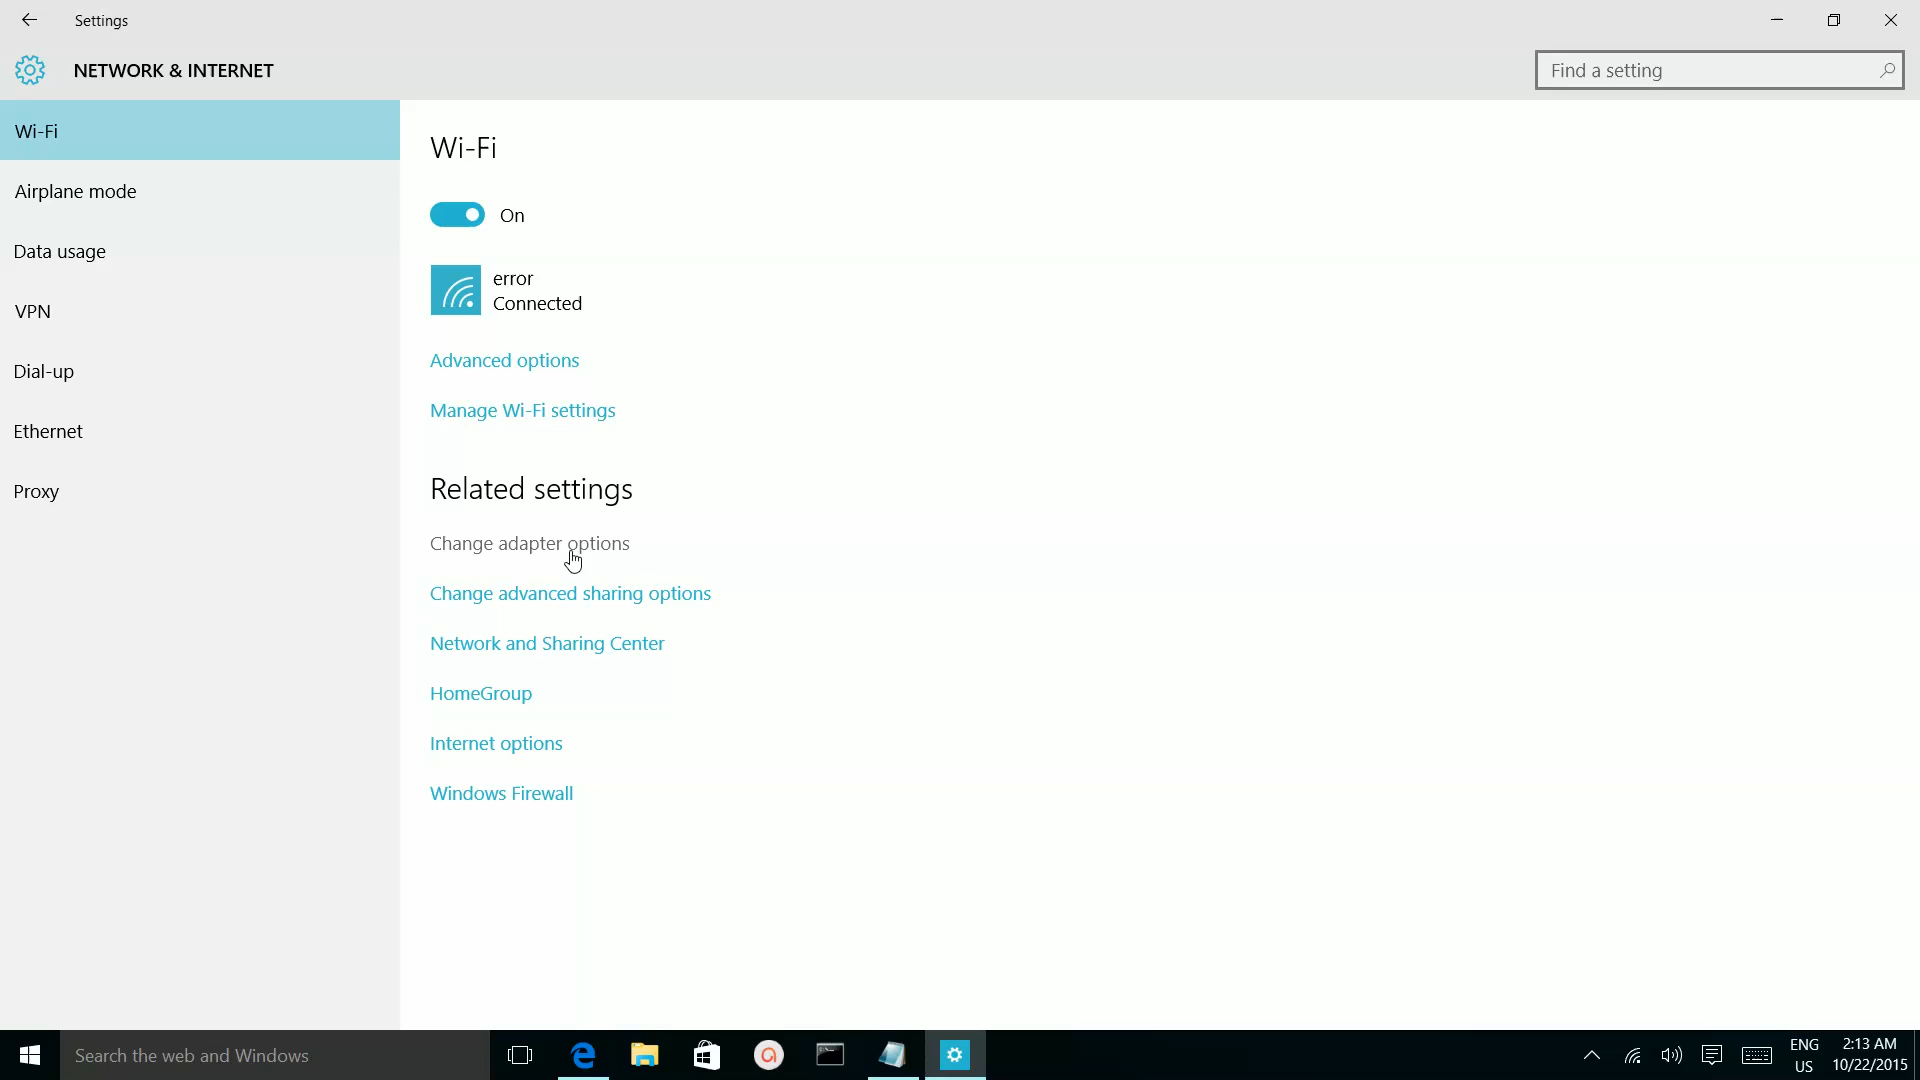 Settings
NETWORK & INTERNET
Find a setting
Wi-Fi
Airplane mode
Data usage
VPN
Dial-up
Ethernet
Proxy
Wi-Fi
On
error
Connected
Advanced options
Manage Wi-Fi settings
Related settings
Change adapter options
Change advanced sharing options
Network and Sharing Center
HomeGroup
Internet options
Windows Firewall
Search the web and Windows
ENG
US
2:13 AM
10/22/2015